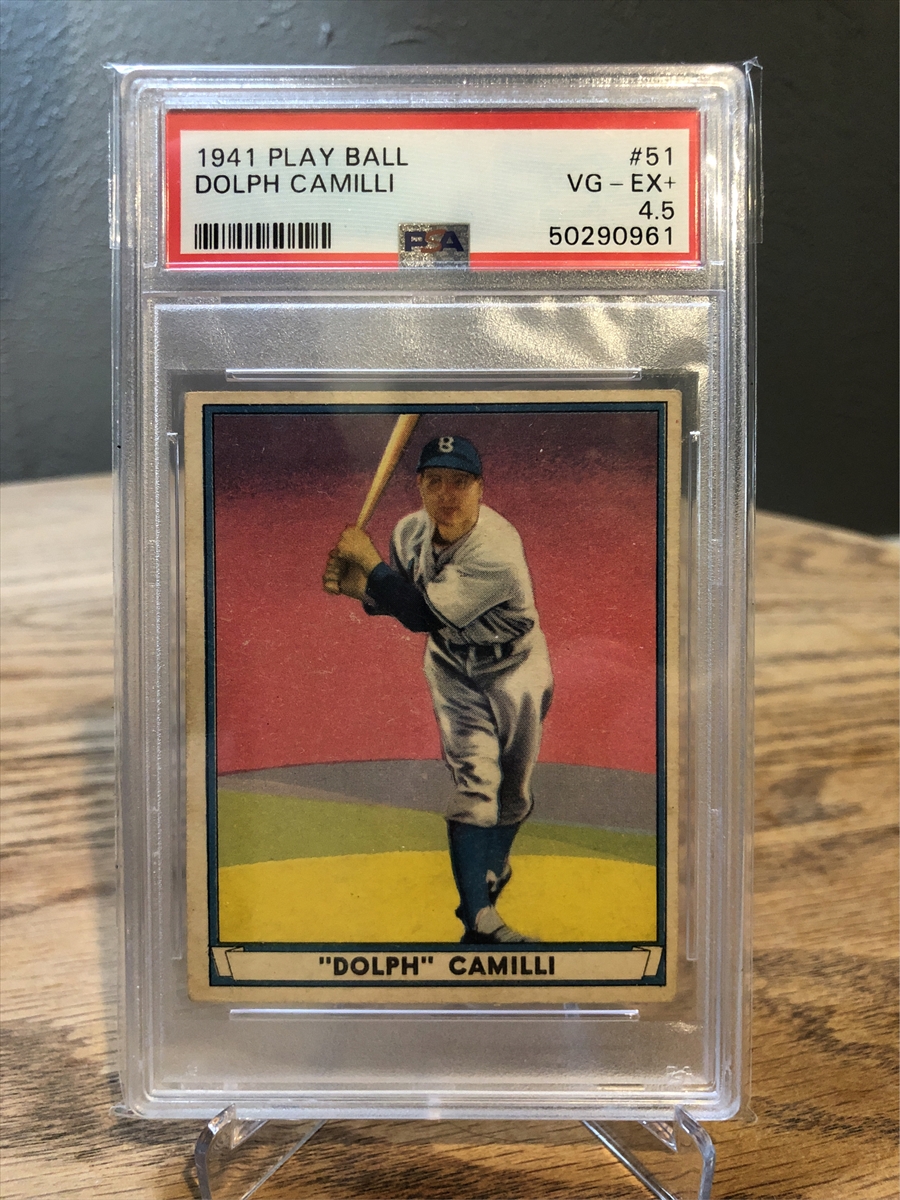 1941 PLAY BALL #51
DOLPH CAMILLI VG - EX+
4.5
PSA 50290961
B
"DOLPH" CAMILLI